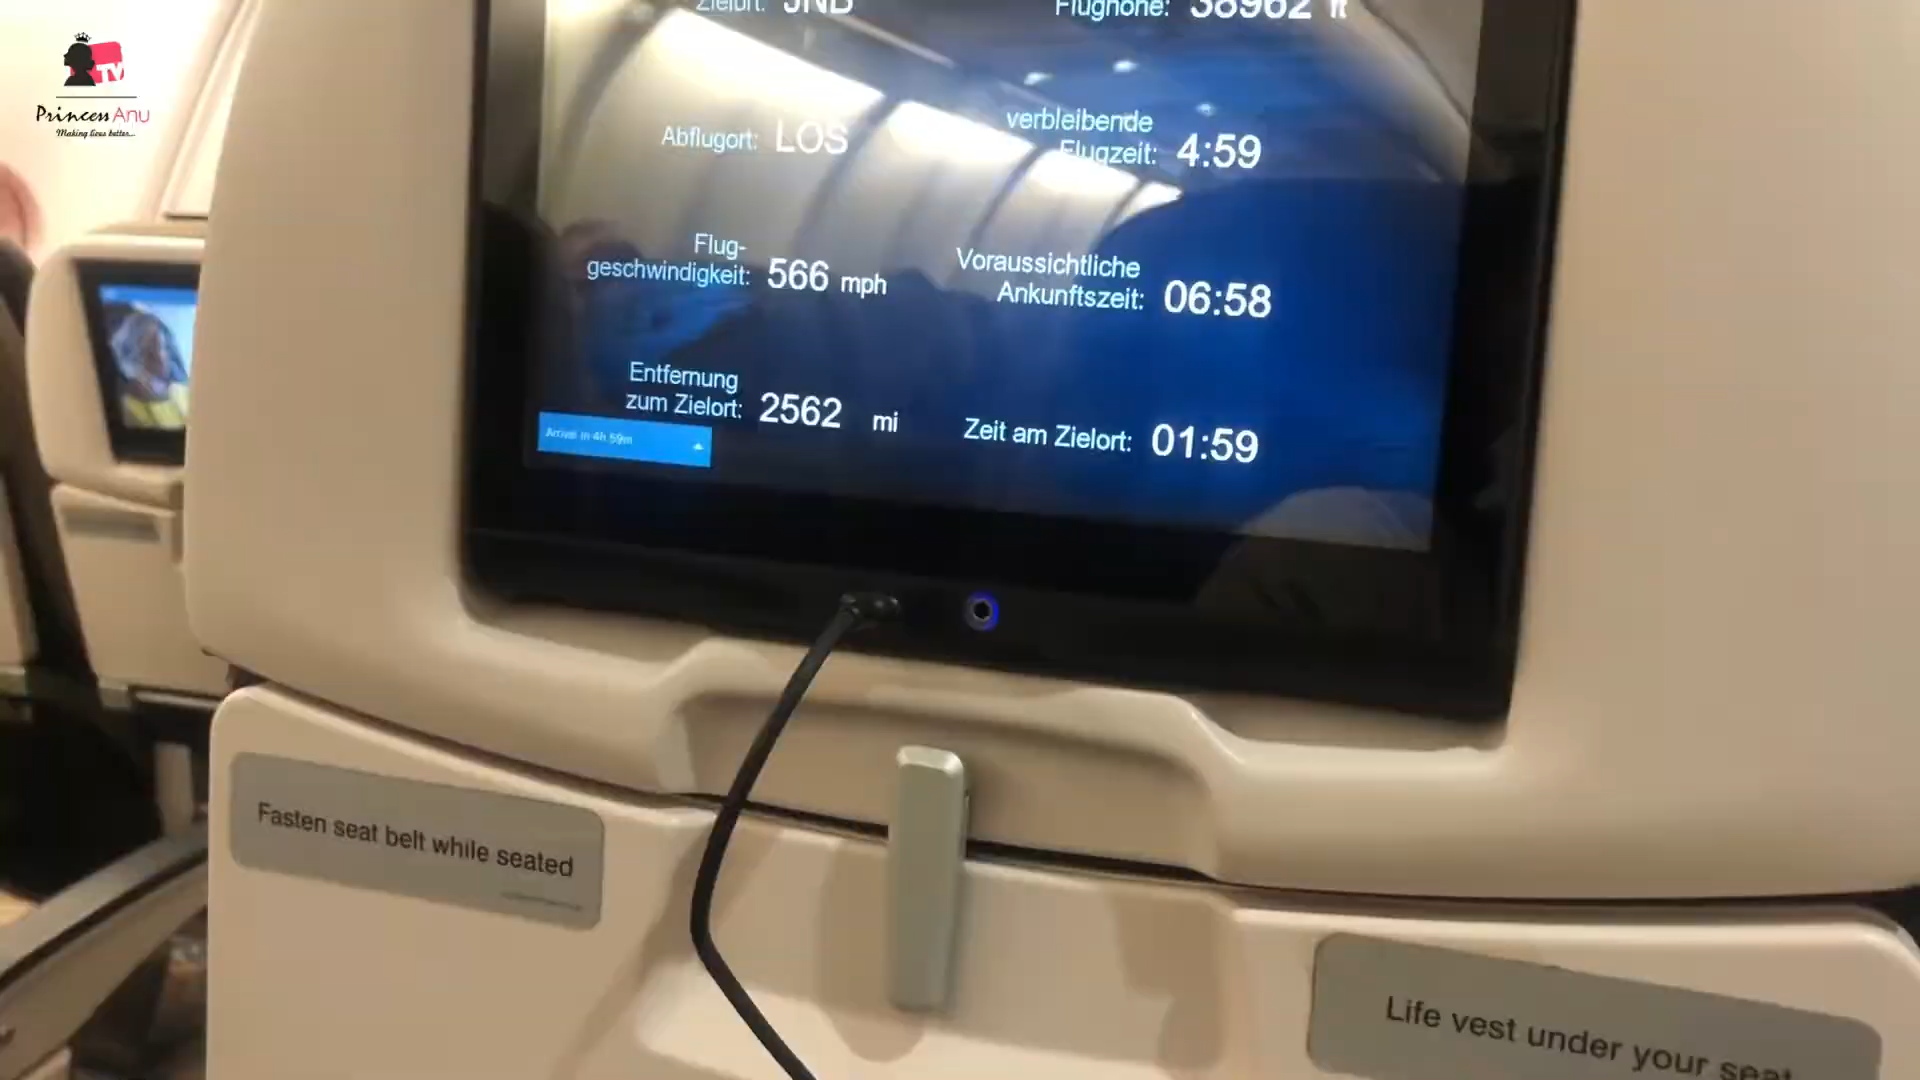 TV
Princess Anu
Making lives better...
Zielort: JNB
Flughöhe: 38962 ft
Abflugort: LOS
verbleibende
Flugzeit: 4:59
Flug-
geschwindigkeit: 566 mph
Voraussichtliche
Ankunftszeit: 06:58
Entfernung
zum Zielort: 2562 mi
Zeit am Zielort: 01:59
Arrival in 4h 59m
Fasten seat belt while seated
Life vest under your seat